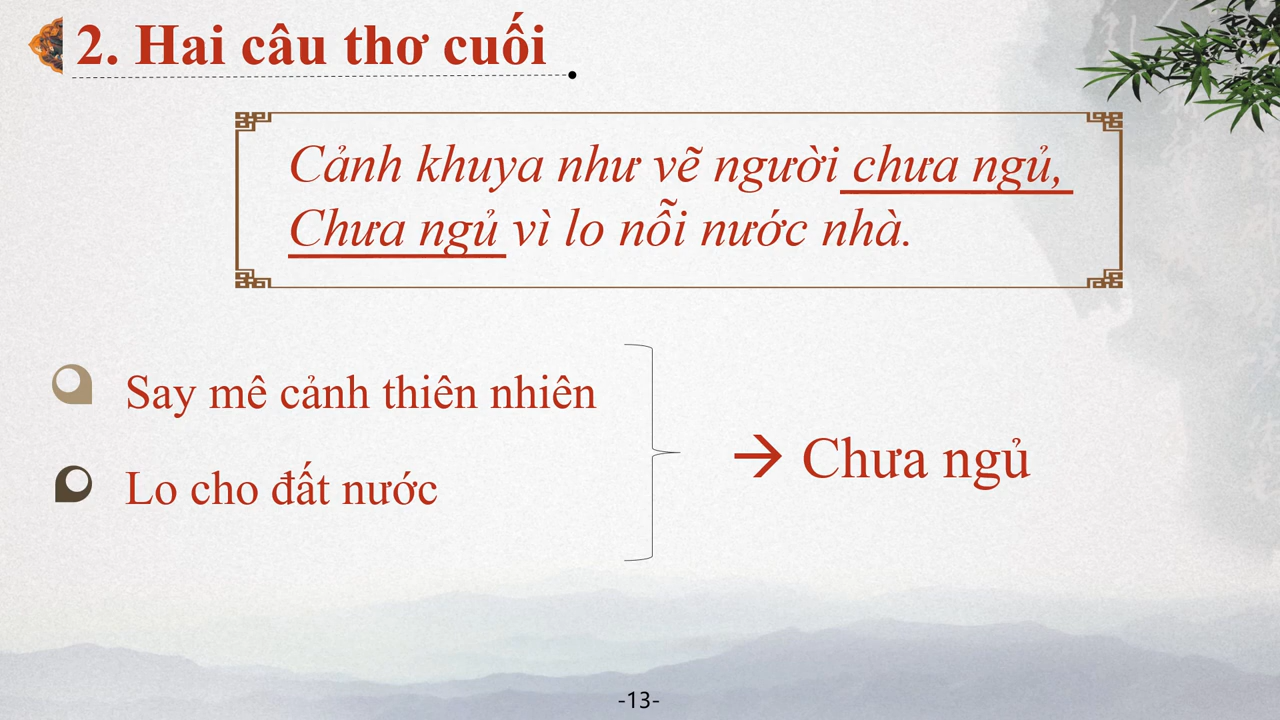 2. Hai câu thơ cuối
Cảnh khuya như vẽ người chưa ngủ,
Chưa ngủ vì lo nỗi nước nhà.
Say mê cảnh thiên nhiên
Lo cho đất nước
→ Chưa ngủ
-13-